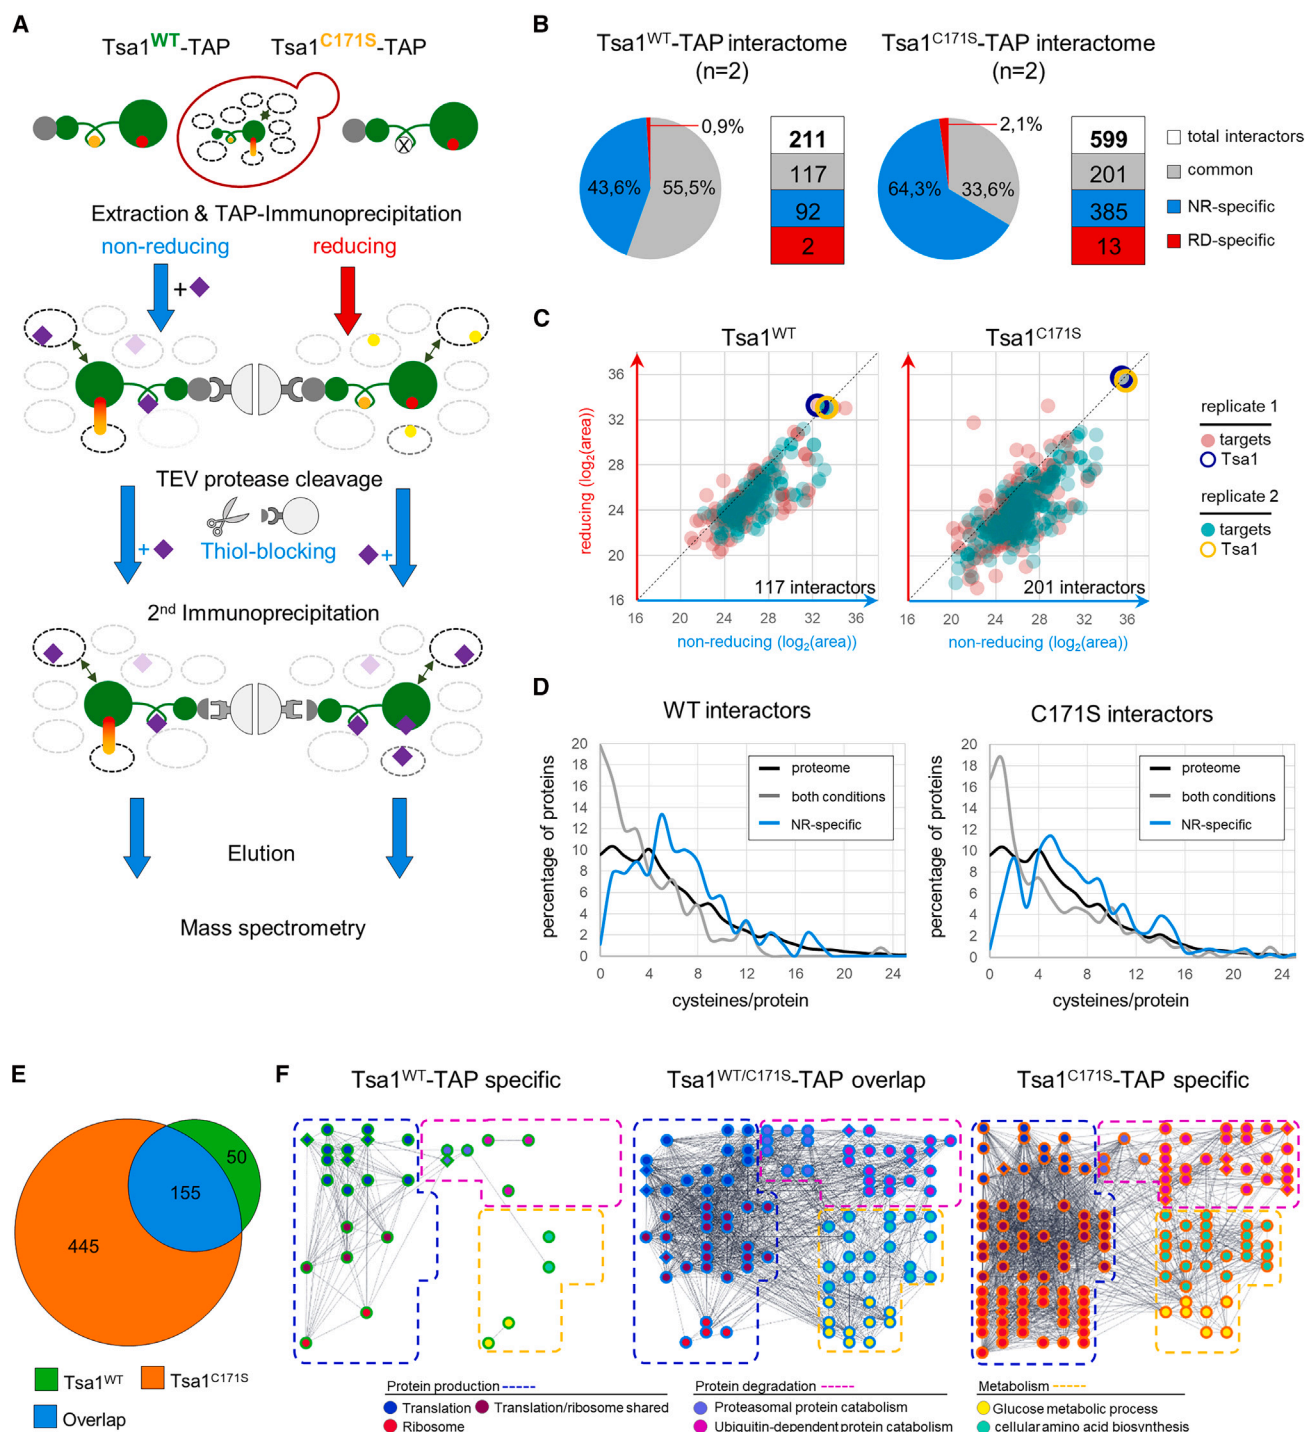 A
Tsa1WT-TAP
Tsa1C171S-TAP
X
Extraction & TAP-Immunoprecipitation
non-reducing
reducing
+
TEV protease cleavage
+
Thiol-blocking
+
2nd Immunoprecipitation
Elution
Mass spectrometry
B
Tsa1WT-TAP interactome
(n=2)
Tsa1C171S-TAP interactome
(n=2)
0,9%
43,6%
55,5%
211
117
92
2
2,1%
64,3%
33,6%
599
201
385
13
total interactors
common
NR-specific
RD-specific
C
Tsa1WT
Tsa1C171S
reducing (log2(area))
36
32
28
24
20
16
117 interactors
201 interactors
16 20 24 28 32 36
16 20 24 28 32 36
non-reducing (log2(area))
non-reducing (log2(area))
replicate 1
targets
Tsa1
replicate 2
targets
Tsa1
D
WT interactors
C171S interactors
percentage of proteins
20
18
16
14
12
10
8
6
4
2
0
proteome
both conditions
NR-specific
0 4 8 12 16 20 24
cysteines/protein
percentage of proteins
20
18
16
14
12
10
8
6
4
2
0
proteome
both conditions
NR-specific
0 4 8 12 16 20 24
cysteines/protein
E
50
155
445
Tsa1WT
Tsa1C171S
Overlap
F
Tsa1WT-TAP specific
Tsa1WT/C171S-TAP overlap
Tsa1C171S-TAP specific
Protein production
Translation
Translation/ribosome shared
Ribosome
Protein degradation
Proteasomal protein catabolism
Ubiquitin-dependent protein catabolism
Metabolism
Glucose metabolic process
cellular amino acid biosynthesis